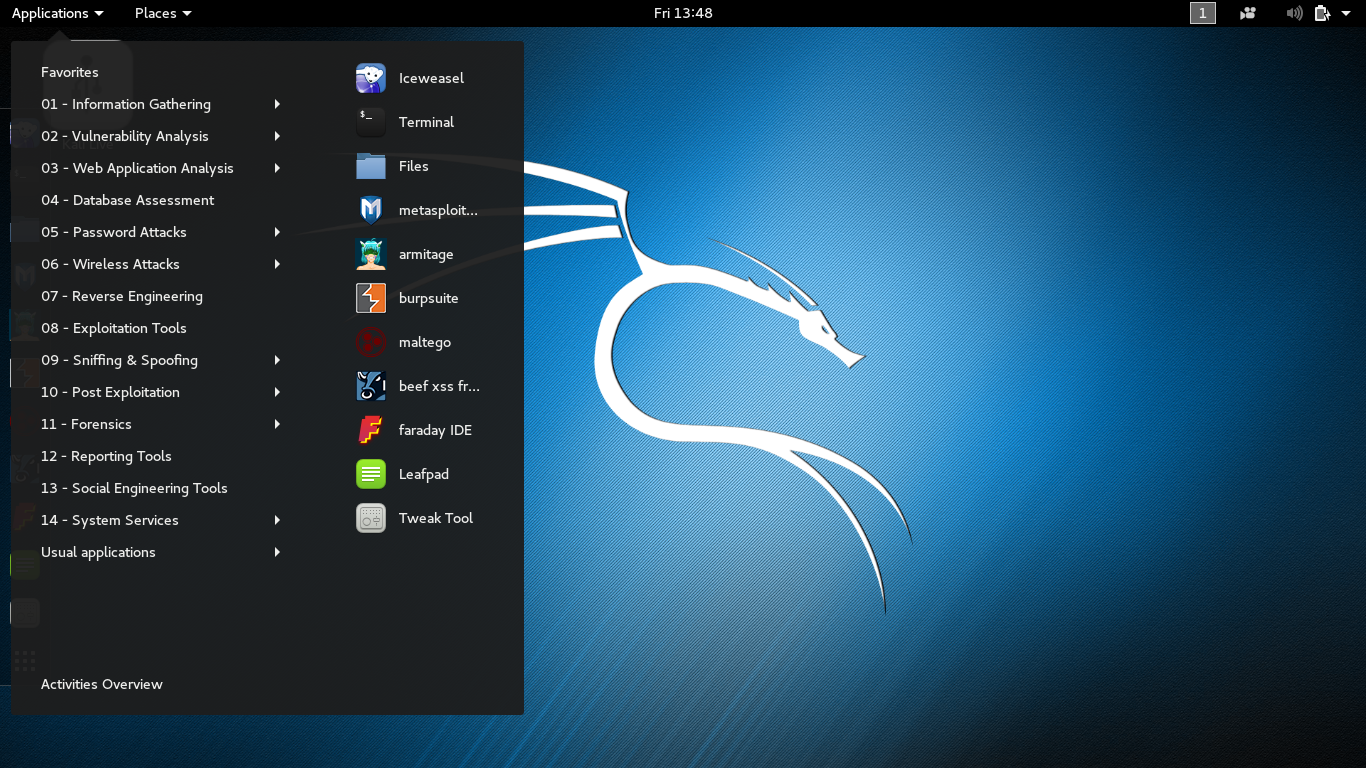 Applications Places Fri 13:48 1
Favorites
01 - Information Gathering
02 - Vulnerability Analysis
03 - Web Application Analysis
04 - Database Assessment
05 - Password Attacks
06 - Wireless Attacks
07 - Reverse Engineering
08 - Exploitation Tools
09 - Sniffing & Spoofing
10 - Post Exploitation
11 - Forensics
12 - Reporting Tools
13 - Social Engineering Tools
14 - System Services
Usual applications
Activities Overview
Iceweasel
$_
Terminal
Files
M
metasploit...
armitage
burpsuite
maltego
beef xss fr...
F
faraday IDE
Leafpad
Tweak Tool